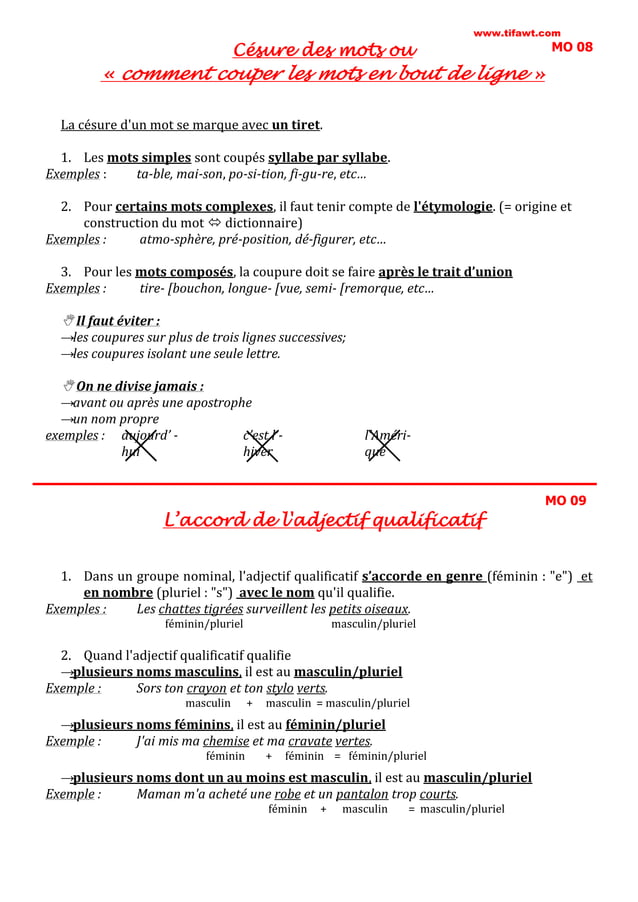 www.tifawt.com
Césure des mots ou MO 08
« comment couper les mots en bout de ligne »
La césure d'un mot se marque avec un tiret.
1. Les mots simples sont coupés syllabe par syllabe.
Exemples : ta-ble, mai-son, po-si-tion, fi-gu-re, etc…
2. Pour certains mots complexes, il faut tenir compte de l'étymologie. (= origine et
construction du mot ⬄ dictionnaire)
Exemples : atmo-sphère, pré-position, dé-figurer, etc…
3. Pour les mots composés, la coupure doit se faire après le trait d’union
Exemples : tire- [bouchon, longue- [vue, semi- [remorque, etc…
Il faut éviter :
→les coupures sur plus de trois lignes successives;
→les coupures isolant une seule lettre.
On ne divise jamais :
→avant ou après une apostrophe
→un nom propre
exemples : aujourd’ - c'est l'- l'Améri-
hui hiver que
MO 09
L’accord de l'adjectif qualificatif
1. Dans un groupe nominal, l'adjectif qualificatif s’accorde en genre (féminin : "e") et
en nombre (pluriel : "s") avec le nom qu'il qualifie.
Exemples : Les chattes tigrées surveillent les petits oiseaux.
féminin/pluriel masculin/pluriel
2. Quand l'adjectif qualificatif qualifie
→plusieurs noms masculins, il est au masculin/pluriel
Exemple : Sors ton crayon et ton stylo verts.
masculin + masculin = masculin/pluriel
→plusieurs noms féminins, il est au féminin/pluriel
Exemple : J'ai mis ma chemise et ma cravate vertes.
féminin + féminin = féminin/pluriel
→plusieurs noms dont un au moins est masculin, il est au masculin/pluriel
Exemple : Maman m'a acheté une robe et un pantalon trop courts.
féminin + masculin = masculin/pluriel